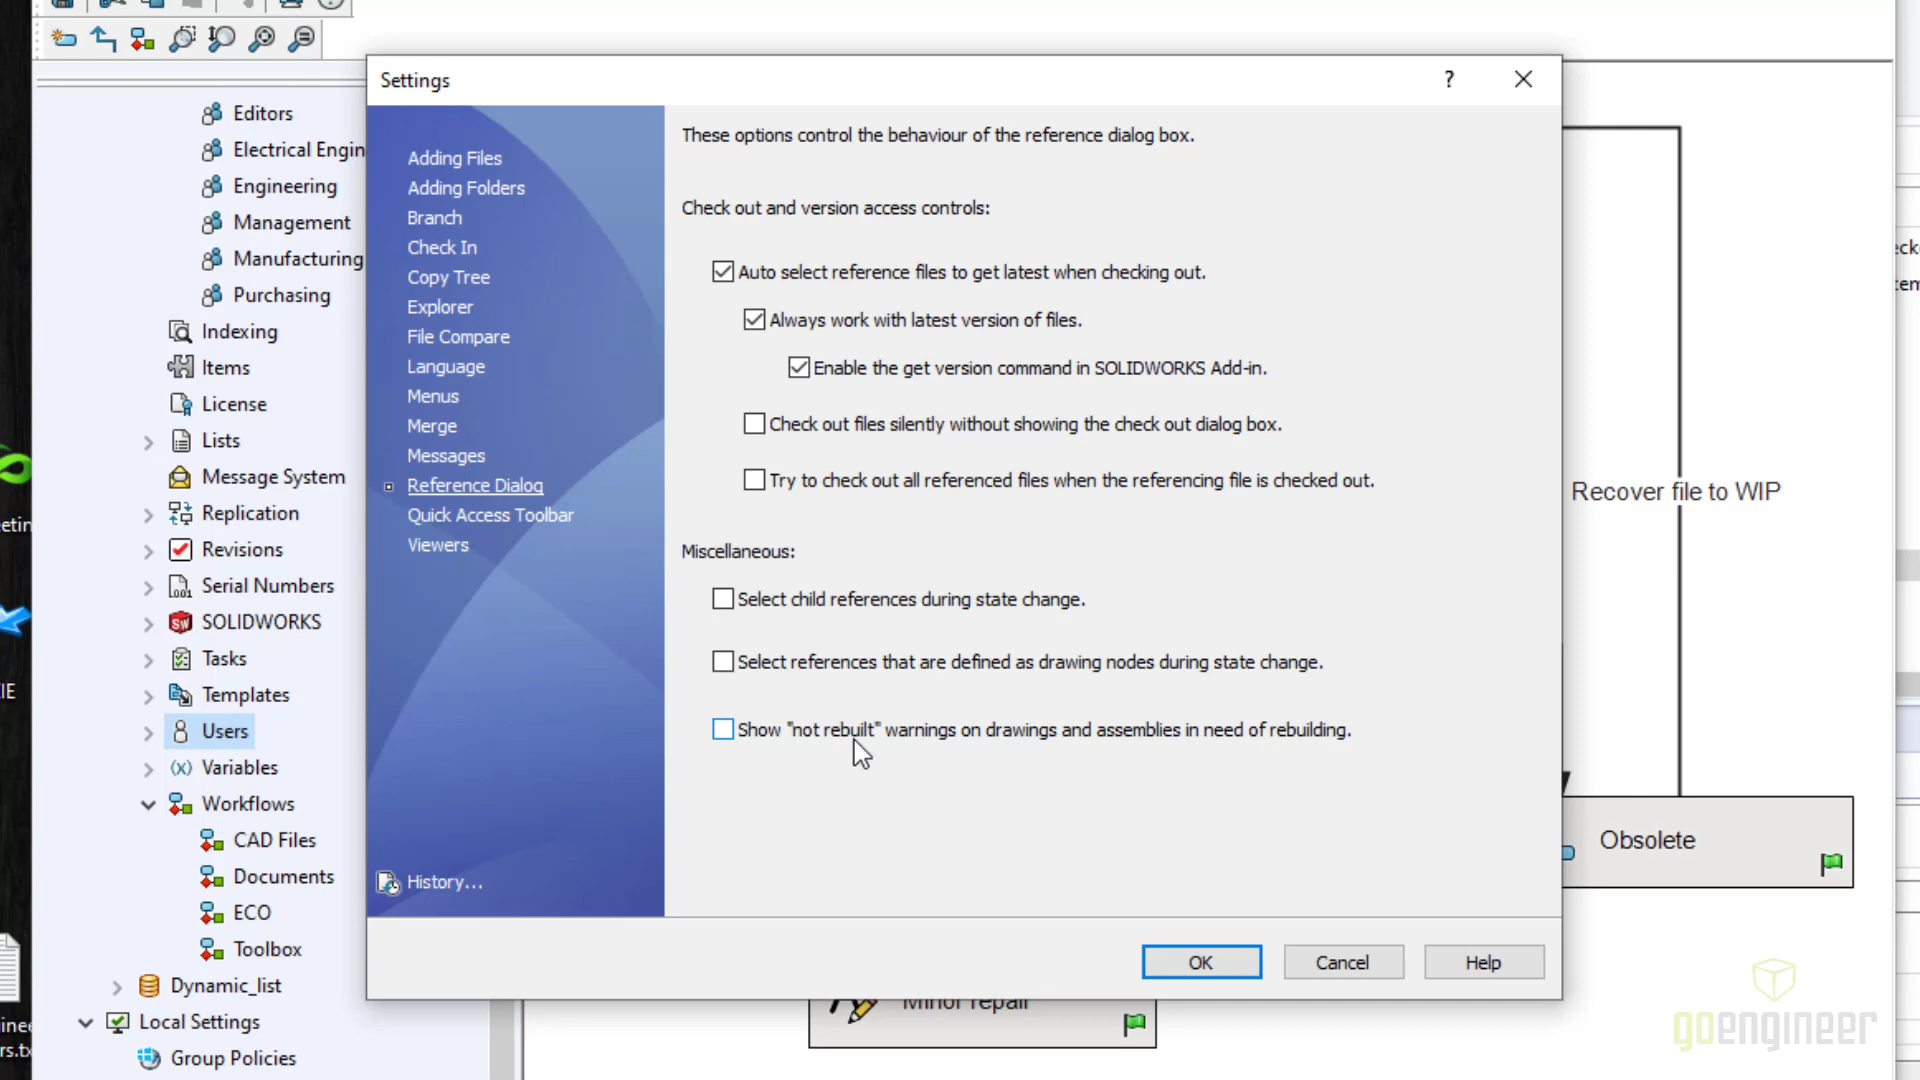 Settings
?
Editors
Electrical Engin
Engineering
Management
Manufacturing
Purchasing
Indexing
Items
License
Lists
Message System
Replication
Revisions
Serial Numbers
SOLIDWORKS
Tasks
Templates
Users
Variables
Workflows
CAD Files
Documents
ECO
Toolbox
Dynamic_list
Local Settings
Group Policies
Adding Files
Adding Folders
Branch
Check In
Copy Tree
Explorer
File Compare
Language
Menus
Merge
Messages
Reference Dialog
Quick Access Toolbar
Viewers
History...
These options control the behaviour of the reference dialog box.
Check out and version access controls:
Auto select reference files to get latest when checking out.
Always work with latest version of files.
Enable the get version command in SOLIDWORKS Add-in.
Check out files silently without showing the check out dialog box.
Try to check out all referenced files when the referencing file is checked out.
Miscellaneous:
Select child references during state change.
Select references that are defined as drawing nodes during state change.
Show "not rebuilt" warnings on drawings and assemblies in need of rebuilding.
OK
Cancel
Help
Recover file to WIP
Obsolete
Minor repair
goengineer